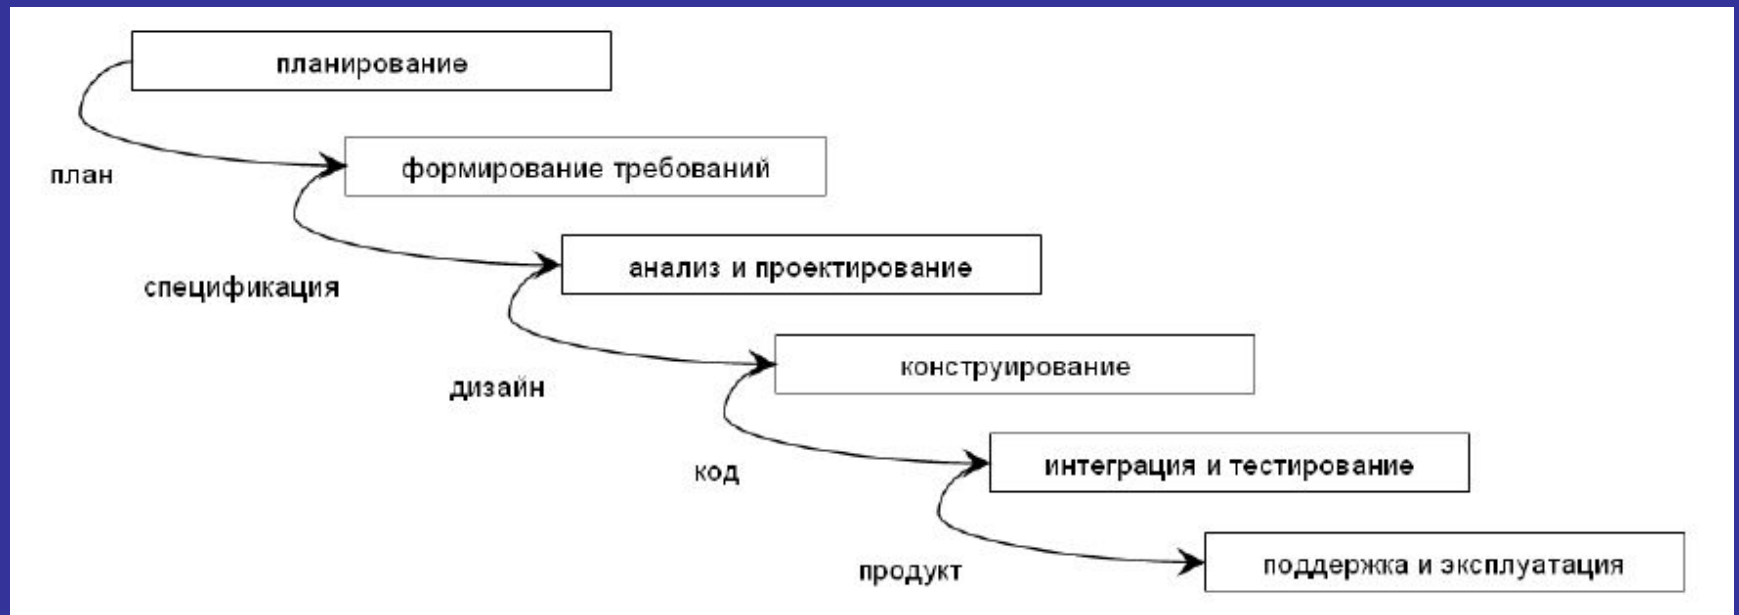 планирование
план
формирование требований
спецификация
анализ и проектирование
дизайн
конструирование
код
интеграция и тестирование
продукт
поддержка и эксплуатация